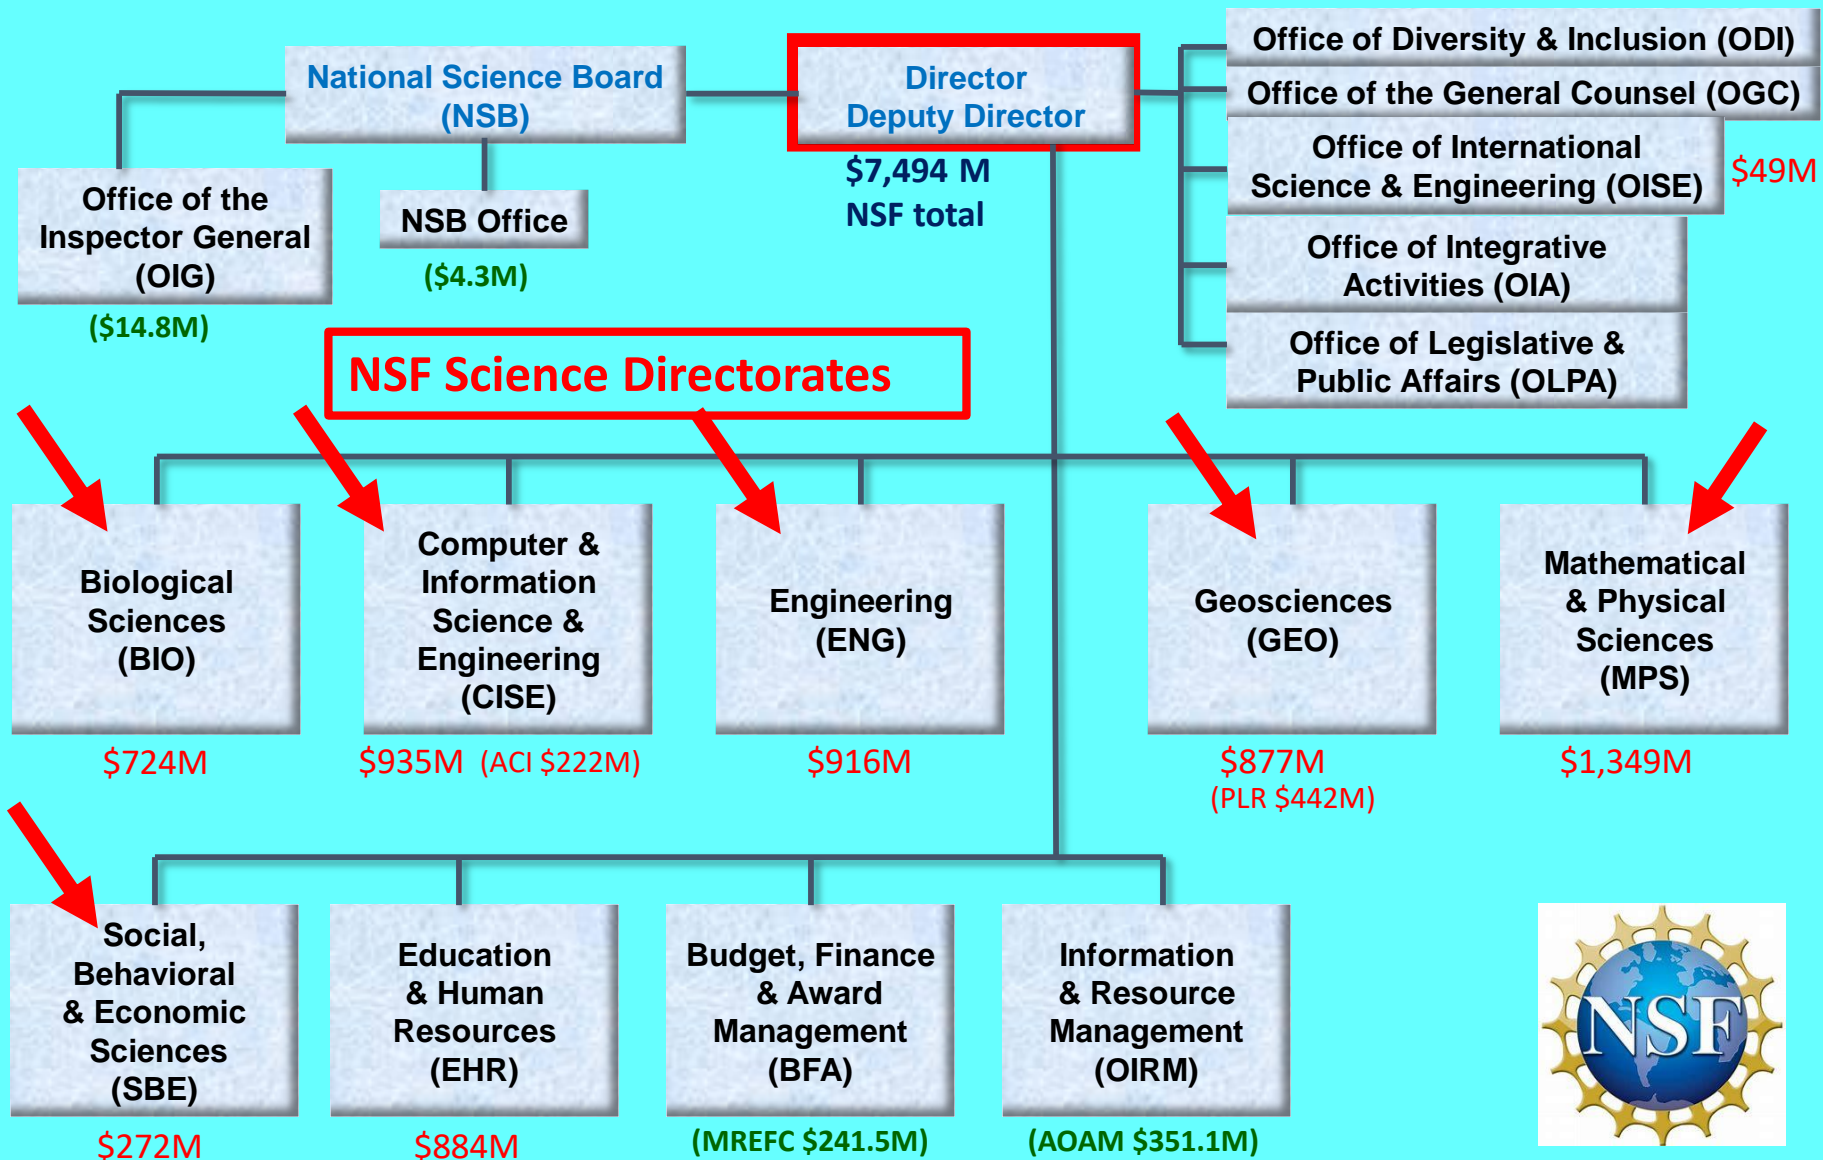 National Science Board
(NSB)
Director
Deputy Director
$7,494 M
NSF total
Office of Diversity & Inclusion (ODI)
Office of the General Counsel (OGC)
Office of International
Science & Engineering (OISE)
$49M
Office of Integrative
Activities (OIA)
Office of Legislative &
Public Affairs (OLPA)
Office of the
Inspector General
(OIG)
($14.8M)
NSB Office
($4.3M)
NSF Science Directorates
Biological
Sciences
(BIO)
$724M
Computer &
Information
Science &
Engineering
(CISE)
$935M (ACI $222M)
Engineering
(ENG)
$916M
Geosciences
(GEO)
$877M
(PLR $442M)
Mathematical
& Physical
Sciences
(MPS)
$1,349M
Social,
Behavioral
& Economic
Sciences
(SBE)
$272M
Education
& Human
Resources
(EHR)
$884M
Budget, Finance
& Award
Management
(BFA)
(MREFC $241.5M)
Information
& Resource
Management
(OIRM)
(AOAM $351.1M)
NSF